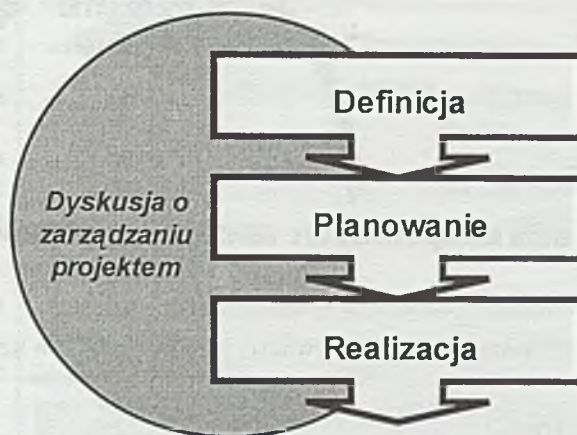 Definicja
Dyskusja o
zarządzaniu
projektem
Planowanie
Realizacja